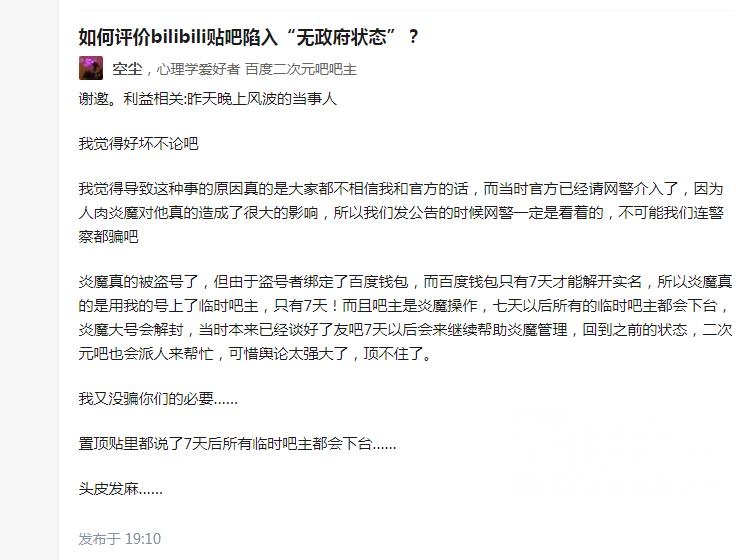 如何评价bilibili贴吧陷入“无政府状态”？
空尘，心理学爱好者 百度二次元吧吧主
谢邀。利益相关:昨天晚上风波的当事人
我觉得好坏不论吧
我觉得导致这种事的原因真的是大家都不相信我和官方的话，而当时官方已经请网警介入了，因为
人肉炎魔对他真的造成了很大的影响，所以我们发公告的时候网警一定是看着的，不可能我们连警
察都骗吧
炎魔真的被盗号了，但由于盗号者绑定了百度钱包，而百度钱包只有7天才能解开实名，所以炎魔真
的是用我的号上了临时吧主，只有7天！而且吧主是炎魔操作，七天以后所有的临时吧主都会下台，
炎魔大号会解封，当时本来已经谈好了友吧7天以后会来继续帮助炎魔管理，回到之前的状态，二次
元吧也会派人来帮忙，可惜舆论太强大了，顶不住了。
我又没骗你们的必要......
置顶贴里都说了7天后所有临时吧主都会下台......
头皮发麻......
发布于 19:10